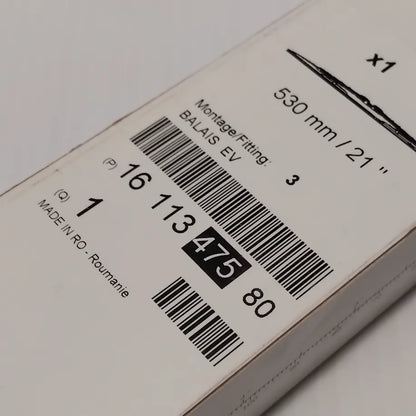 x1
530 mm / 21 "
Montage/Fitting: 3
BALAIS EV
(P) 16 113 475 80
(Q) 1
MADE IN RO - Roumanie